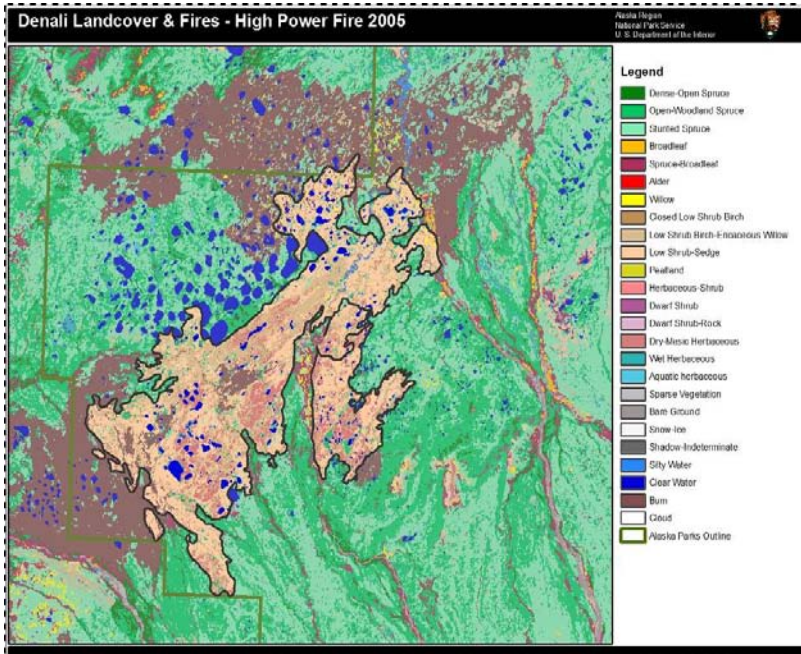 Denali Landcover & Fires - High Power Fire 2005
Alaska Region
National Park Service
U. S. Department of the Interior
Legend
Dense-Open Spruce
Open-Woodland Spruce
Stunted Spruce
Broadleaf
Spruce-Broadleaf
Alder
Willow
Closed Low Shrub Birch
Low Shrub Birch-Ericaceous Willow
Low Shrub-Sedge
Peatland
Herbaceous-Shrub
Dwarf Shrub
Dwarf Shrub-Rock
Dry-Mesic Herbaceous
Wet Herbaceous
Aquatic herbaceous
Sparse Vegetation
Bare Ground
Snow-Ice
Shadow-Indeterminate
Silty Water
Clear Water
Burn
Cloud
Alaska Parks Outline